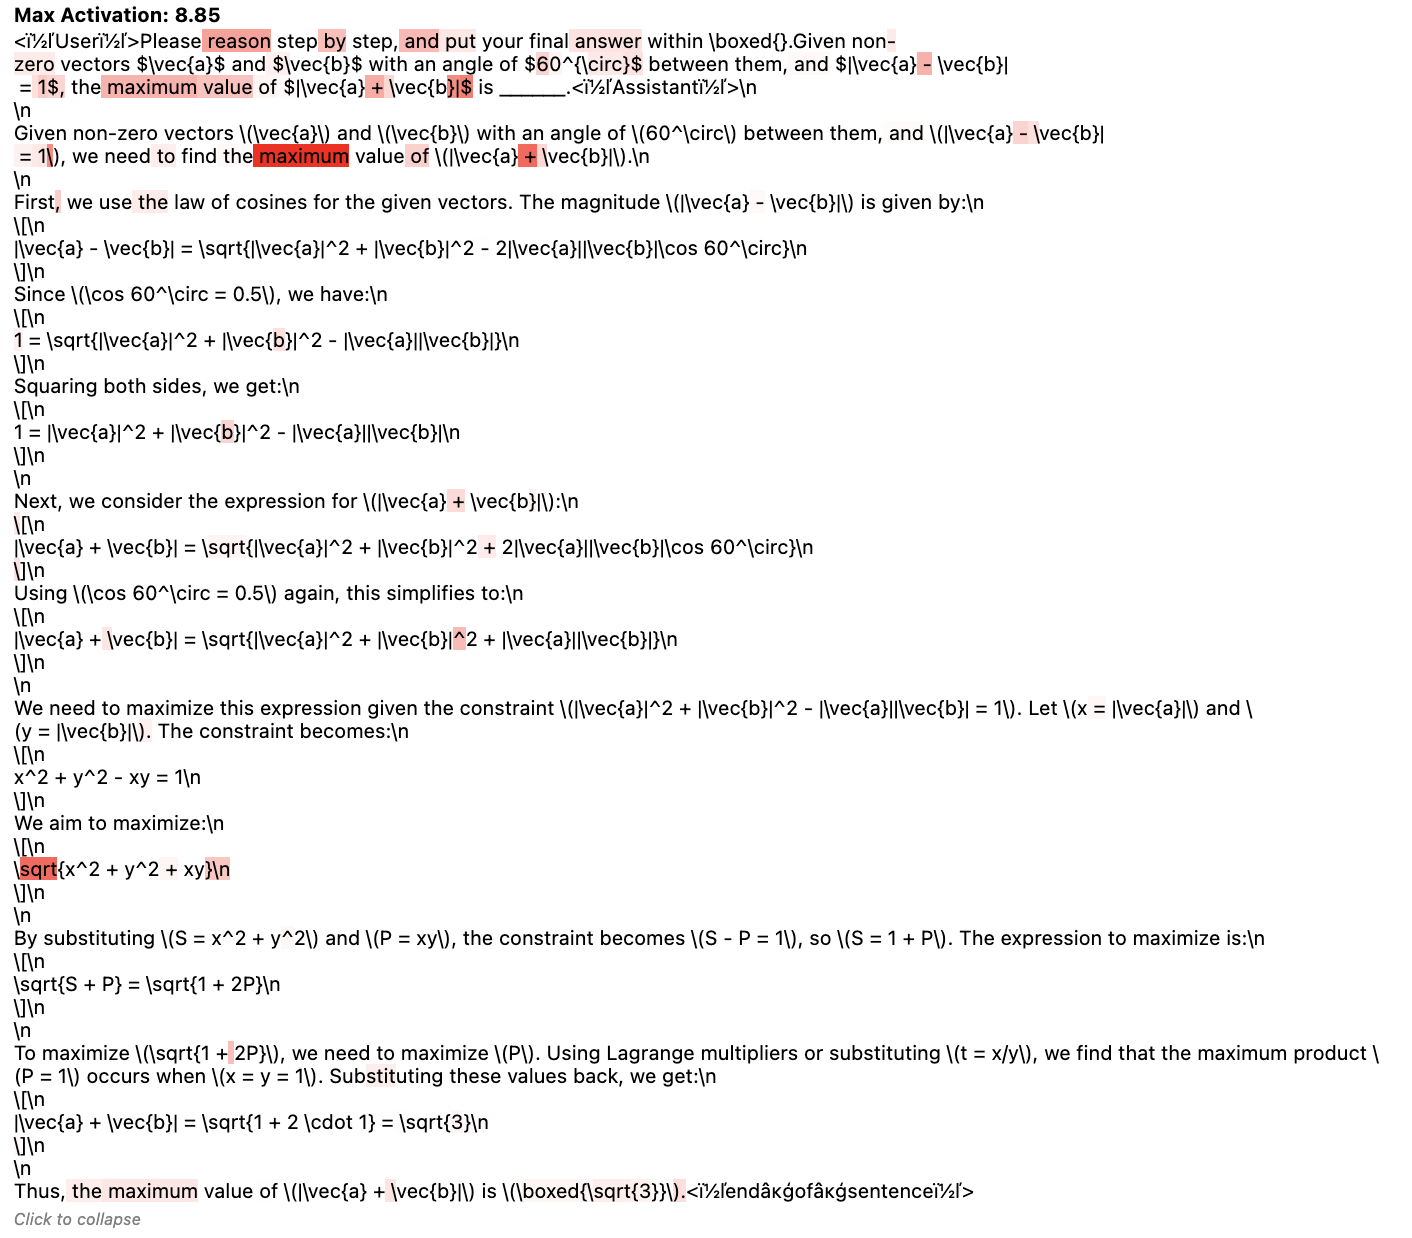 Max Activation: 8.85
<ï½ľUserï½ľ>Please reason step by step, and put your final answer within \boxed{}.Given non-
zero vectors $\vec{a}$ and $\vec{b}$ with an angle of $60^{\circ}$ between them, and $|\vec{a} - \vec{b}|
= 1$, the maximum value of $|\vec{a} + \vec{b}|$ is ______.<ï½ľAssistantï½ľ>\n
\n
Given non-zero vectors \(\vec{a}\) and \(\vec{b}\) with an angle of \(60^\circ\) between them, and \(|\vec{a} - \vec{b}|
= 1\), we need to find the maximum value of \(|\vec{a} + \vec{b}|\).\n
\n
First, we use the law of cosines for the given vectors. The magnitude \(|\vec{a} - \vec{b}|\) is given by:\n
\[\n
|\vec{a} - \vec{b}| = \sqrt{|\vec{a}|^2 + |\vec{b}|^2 - 2|\vec{a}||\vec{b}|\cos 60^\circ}\n
\]\n
Since \(\cos 60^\circ = 0.5\), we have:\n
\[\n
1 = \sqrt{|\vec{a}|^2 + |\vec{b}|^2 - |\vec{a}||\vec{b}|}\n
\]\n
Squaring both sides, we get:\n
\[\n
1 = |\vec{a}|^2 + |\vec{b}|^2 - |\vec{a}||\vec{b}|\n
\]\n
\n
Next, we consider the expression for \(|\vec{a} + \vec{b}|\):\n
\[\n
|\vec{a} + \vec{b}| = \sqrt{|\vec{a}|^2 + |\vec{b}|^2 + 2|\vec{a}||\vec{b}|\cos 60^\circ}\n
\]\n
Using \(\cos 60^\circ = 0.5\) again, this simplifies to:\n
\[\n
|\vec{a} + \vec{b}| = \sqrt{|\vec{a}|^2 + |\vec{b}|^2 + |\vec{a}||\vec{b}|}\n
\]\n
\n
We need to maximize this expression given the constraint \(|\vec{a}|^2 + |\vec{b}|^2 - |\vec{a}||\vec{b}| = 1\). Let \(x = |\vec{a}|\) and \
(y = |\vec{b}|\). The constraint becomes:\n
\[\n
x^2 + y^2 - xy = 1\n
\]\n
We aim to maximize:\n
\[\n
\sqrt{x^2 + y^2 + xy}\n
\]\n
\n
By substituting \(S = x^2 + y^2\) and \(P = xy\), the constraint becomes \(S - P = 1\), so \(S = 1 + P\). The expression to maximize is:\n
\[\n
\sqrt{S + P} = \sqrt{1 + 2P}\n
\]\n
\n
To maximize \(\sqrt{1 + 2P}\), we need to maximize \(P\). Using Lagrange multipliers or substituting \(t = x/y\), we find that the maximum product \
(P = 1\) occurs when \(x = y = 1\). Substituting these values back, we get:\n
\[\n
|\vec{a} + \vec{b}| = \sqrt{1 + 2 \cdot 1} = \sqrt{3}\n
\]\n
\n
Thus, the maximum value of \(|\vec{a} + \vec{b}|\) is \(\boxed{\sqrt{3}}\).<ï½ľendâĸģofâĸģsentenceï½ľ>
Click to collapse